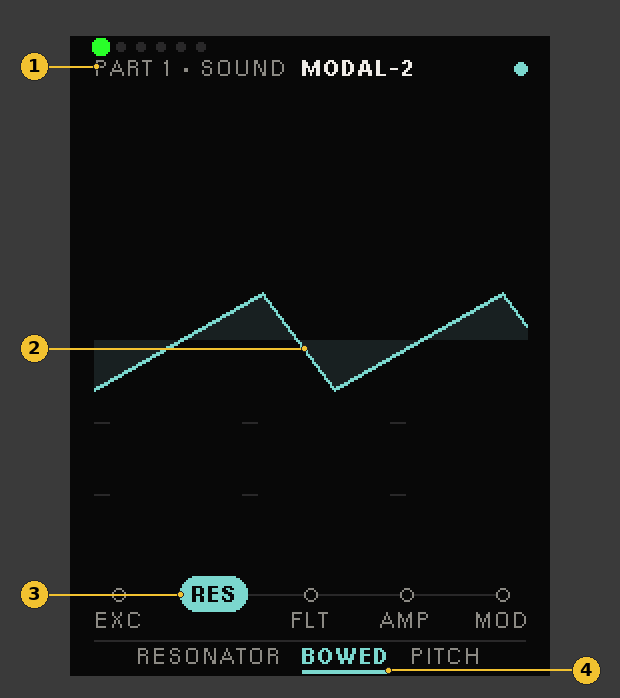 1 PART 1 · SOUND MODAL-2
2
3 RES
EXC FLT AMP MOD
RESONATOR BOWED PITCH 4